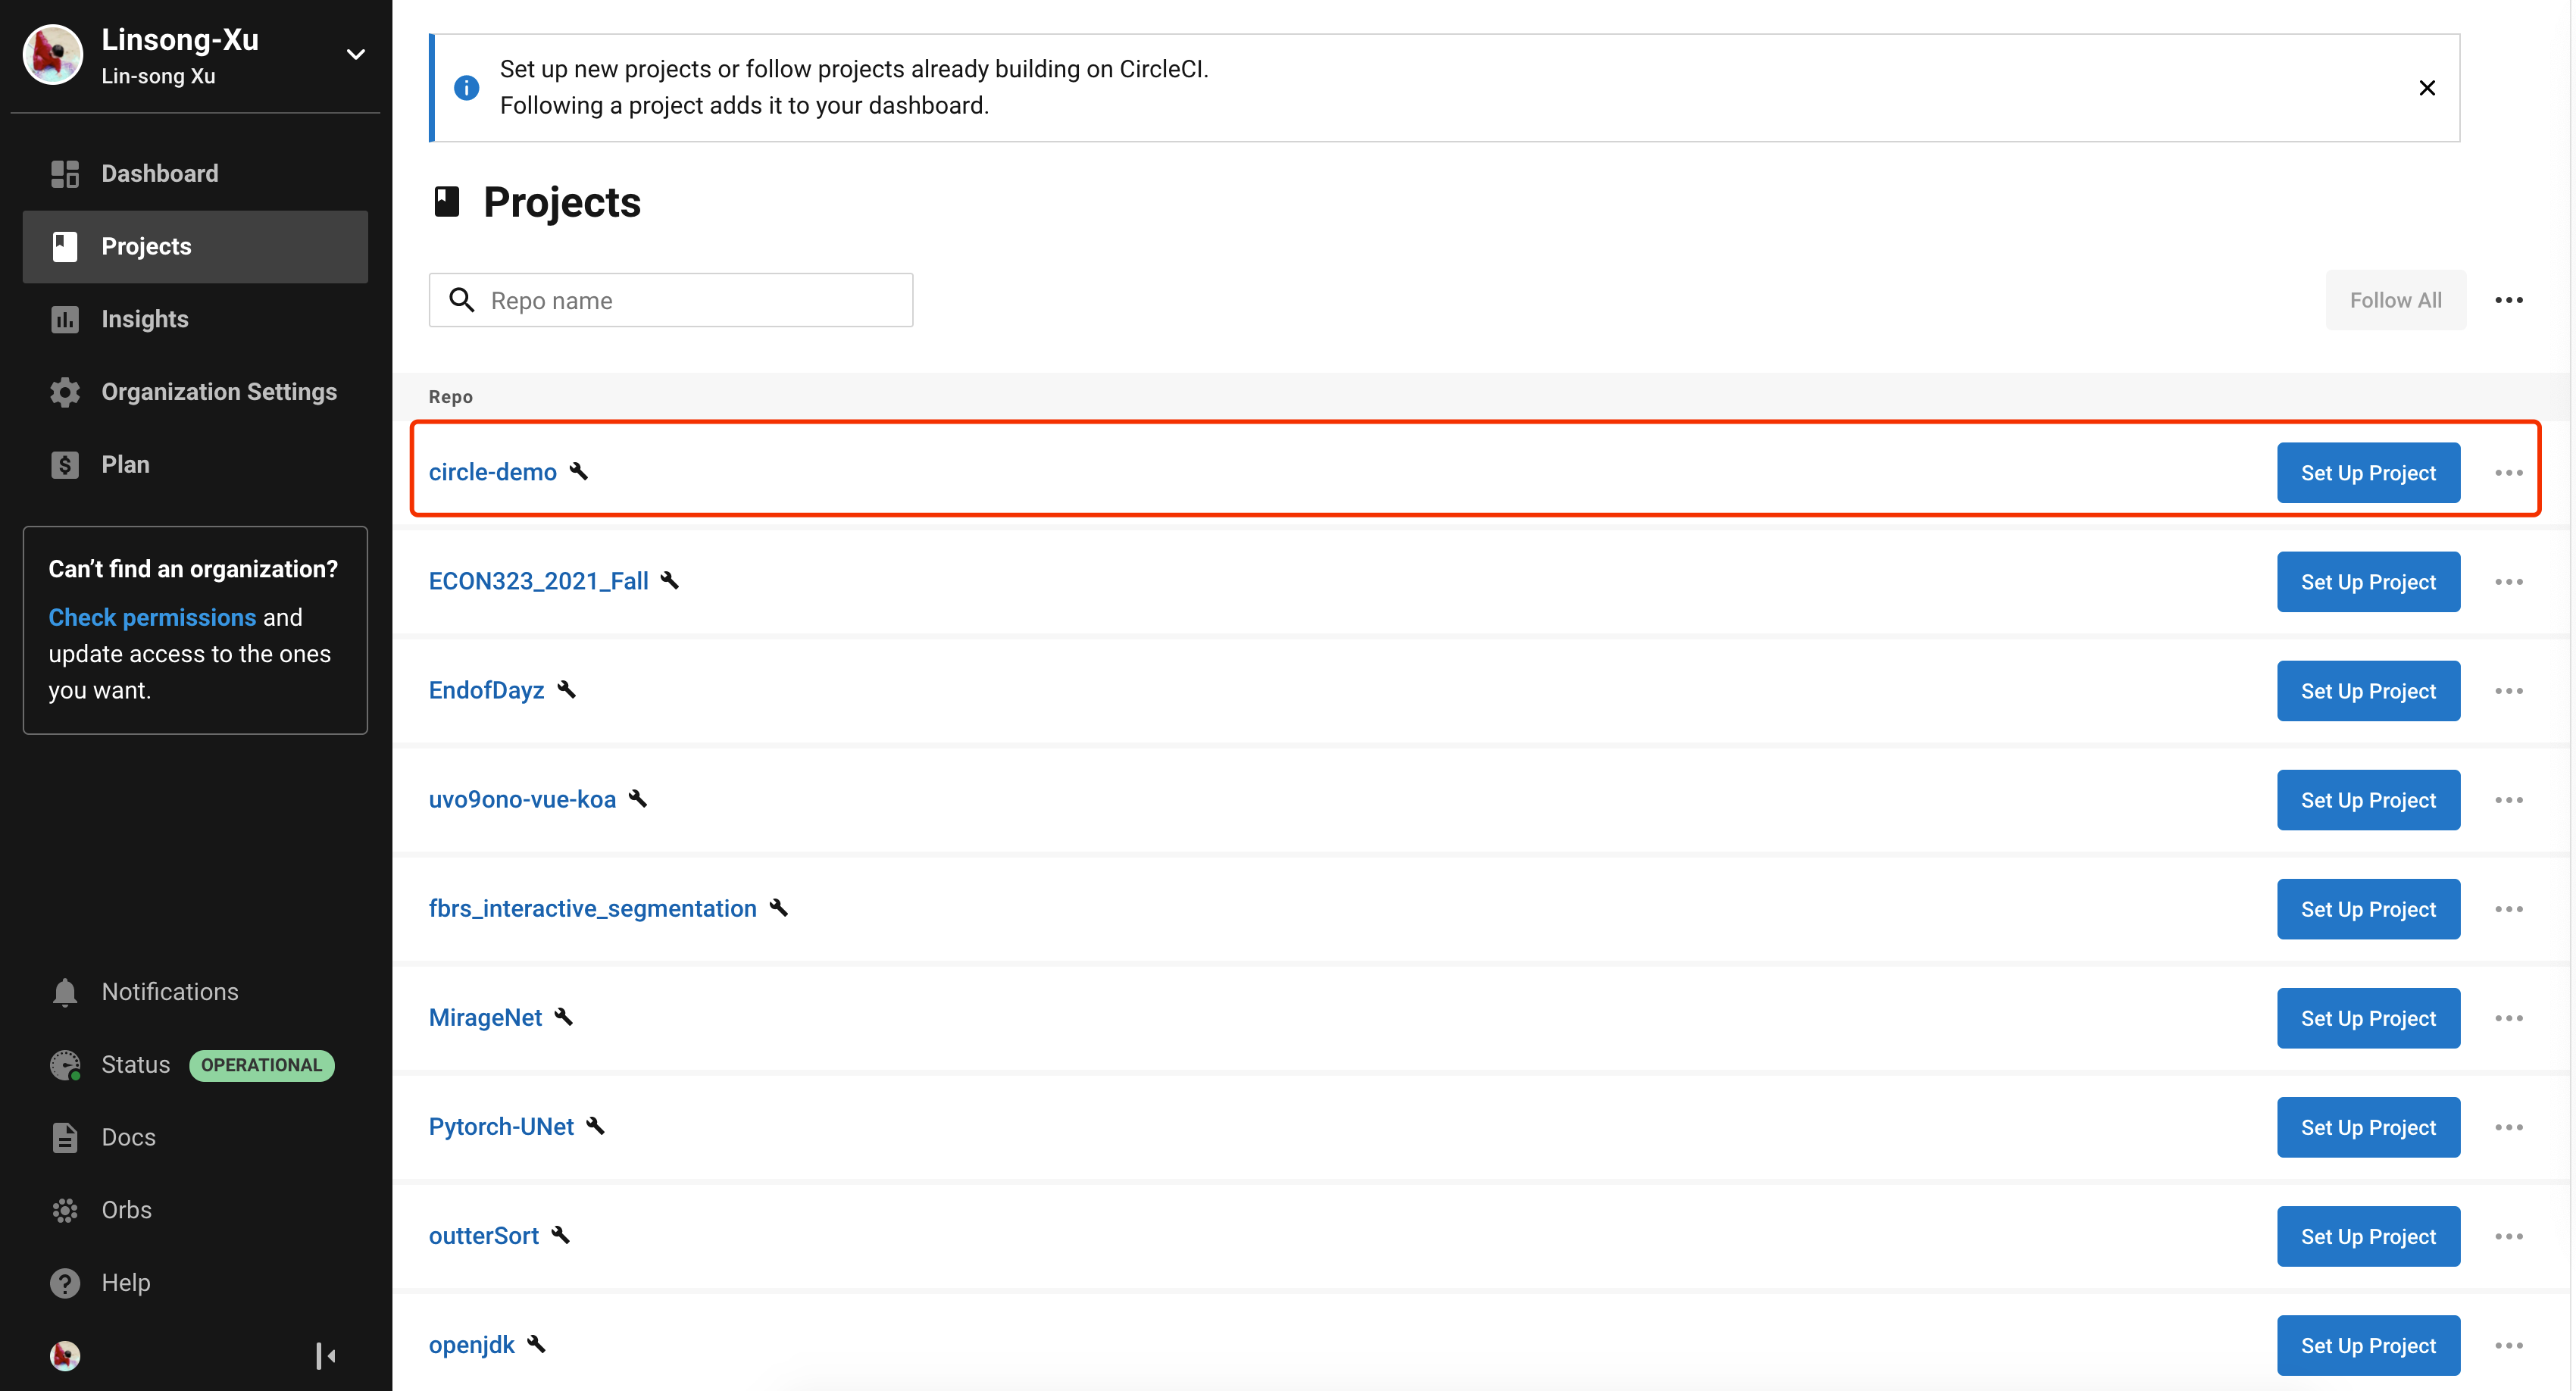 Linsong-Xu
Lin-song Xu
Dashboard
Projects
Insights
Organization Settings
Plan
Can’t find an organization?
Check permissions and
update access to the ones
you want.
Notifications
Status OPERATIONAL
Docs
Orbs
Help
Set up new projects or follow projects already building on CircleCI.
Following a project adds it to your dashboard.
Projects
Repo name
Follow All
Repo
circle-demo Set Up Project
ECON323_2021_Fall Set Up Project
EndofDayz Set Up Project
uvo9ono-vue-koa Set Up Project
fbrs_interactive_segmentation Set Up Project
MirageNet Set Up Project
Pytorch-UNet Set Up Project
outterSort Set Up Project
openjdk Set Up Project